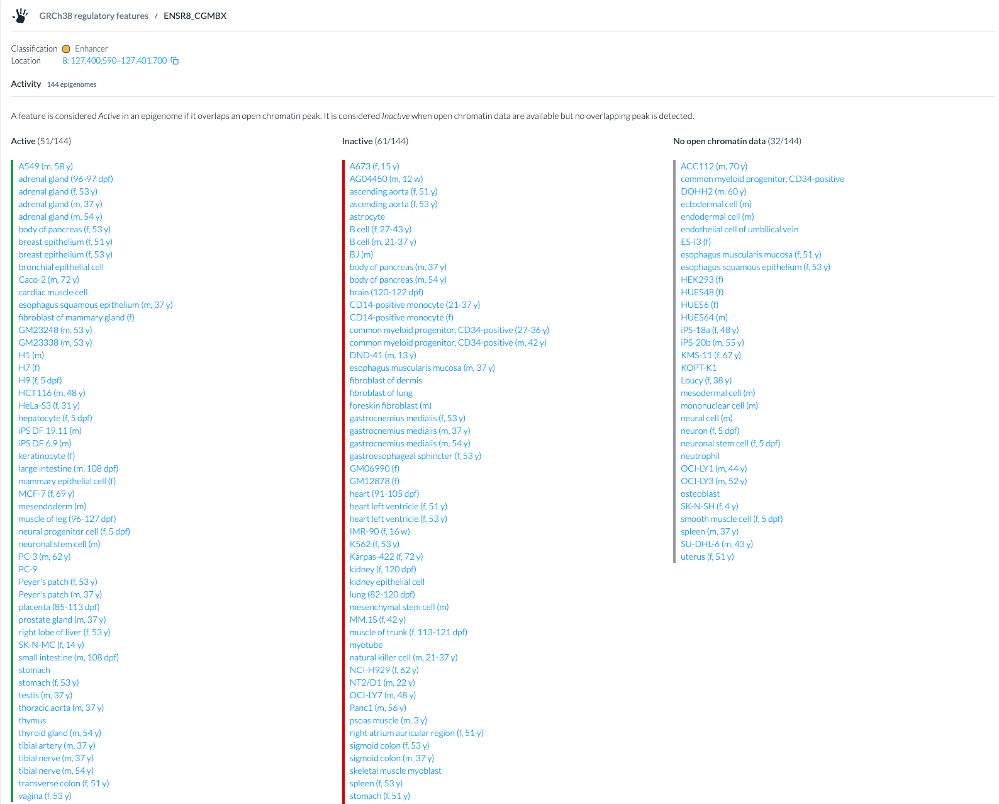 GRCh38 regulatory features / ENSR8_CGMBX
Classification Enhancer
Location 8: 127,400,590–127,401,700
Activity 144 epigenomes
A feature is considered Active in an epigenome if it overlaps an open chromatin peak. It is considered Inactive when open chromatin data are available but no overlapping peak is detected.
Active (51/144)
A549 (m, 58 y)
adrenal gland (96-97 dpf)
adrenal gland (f, 53 y)
adrenal gland (m, 37 y)
adrenal gland (m, 54 y)
body of pancreas (f, 53 y)
breast epithelium (f, 51 y)
breast epithelium (f, 53 y)
bronchial epithelial cell
Caco-2 (m, 72 y)
cardiac muscle cell
esophagus squamous epithelium (m, 37 y)
fibroblast of mammary gland (f)
GM23248 (m, 53 y)
GM23338 (m, 53 y)
H1 (m)
H7 (f)
H9 (f, 5 dpf)
HCT116 (m, 48 y)
HeLa-S3 (f, 31 y)
hepatocyte (f, 5 dpf)
iPS DF 19.11 (m)
iPS DF 6.9 (m)
keratinocyte (f)
large intestine (m, 108 dpf)
mammary epithelial cell (f)
MCF-7 (f, 69 y)
mesendoderm (m)
muscle of leg (96-127 dpf)
neural progenitor cell (f, 5 dpf)
neuronal stem cell (m)
PC-3 (m, 62 y)
PC-9
Peyer's patch (f, 53 y)
Peyer's patch (m, 37 y)
placenta (85-113 dpf)
prostate gland (m, 37 y)
right lobe of liver (f, 53 y)
SK-N-MC (f, 14 y)
small intestine (m, 108 dpf)
stomach
stomach (f, 53 y)
testis (m, 37 y)
thoracic aorta (m, 37 y)
thymus
thyroid gland (m, 54 y)
tibial artery (m, 37 y)
tibial nerve (m, 37 y)
tibial nerve (m, 54 y)
transverse colon (f, 51 y)
vagina (f, 53 y)
Inactive (61/144)
A673 (f, 15 y)
AG04450 (m, 12 w)
ascending aorta (f, 51 y)
ascending aorta (f, 53 y)
astrocyte
B cell (f, 27-43 y)
B cell (m, 21-37 y)
BJ (m)
body of pancreas (m, 37 y)
body of pancreas (m, 54 y)
brain (120-122 dpf)
CD14-positive monocyte (21-37 y)
CD14-positive monocyte (f)
common myeloid progenitor, CD34-positive (27-36 y)
common myeloid progenitor, CD34-positive (m, 42 y)
DND-41 (m, 13 y)
esophagus muscularis mucosa (m, 37 y)
fibroblast of dermis
fibroblast of lung
foreskin fibroblast (m)
gastrocnemius medialis (f, 53 y)
gastrocnemius medialis (m, 37 y)
gastrocnemius medialis (m, 54 y)
gastroesophageal sphincter (f, 53 y)
GM06990 (f)
GM12878 (f)
heart (91-105 dpf)
heart left ventricle (f, 51 y)
heart left ventricle (f, 53 y)
IMR-90 (f, 16 w)
K562 (f, 53 y)
Karpas-422 (f, 72 y)
kidney (f, 120 dpf)
kidney epithelial cell
lung (82-120 dpf)
mesenchymal stem cell (m)
MM.1S (f, 42 y)
muscle of trunk (f, 113-121 dpf)
myotube
natural killer cell (m, 21-37 y)
NCI-H929 (f, 62 y)
NT2/D1 (m, 22 y)
OCI-LY7 (m, 48 y)
Panc1 (m, 56 y)
psoas muscle (m, 3 y)
right atrium auricular region (f, 51 y)
sigmoid colon (f, 53 y)
sigmoid colon (m, 37 y)
skeletal muscle myoblast
spleen (f, 53 y)
stomach (f, 51 y)
No open chromatin data (32/144)
ACC112 (m, 70 y)
common myeloid progenitor, CD34-positive
DOHH2 (m, 60 y)
ectodermal cell (m)
endodermal cell (m)
endothelial cell of umbilical vein
ES-I3 (f)
esophagus muscularis mucosa (f, 51 y)
esophagus squamous epithelium (f, 53 y)
HEK293 (f)
HUES48 (f)
HUES6 (f)
HUES64 (m)
iPS-18a (f, 48 y)
iPS-20b (m, 55 y)
KMS-11 (f, 67 y)
KOPT-K1
Loucy (f, 38 y)
mesodermal cell (m)
mononuclear cell (m)
neural cell (m)
neuron (f, 5 dpf)
neuronal stem cell (f, 5 dpf)
neutrophil
OCI-LY1 (m, 44 y)
OCI-LY3 (m, 52 y)
osteoblast
SK-N-SH (f, 4 y)
smooth muscle cell (f, 5 dpf)
spleen (m, 37 y)
SU-DHL-6 (m, 43 y)
uterus (f, 51 y)